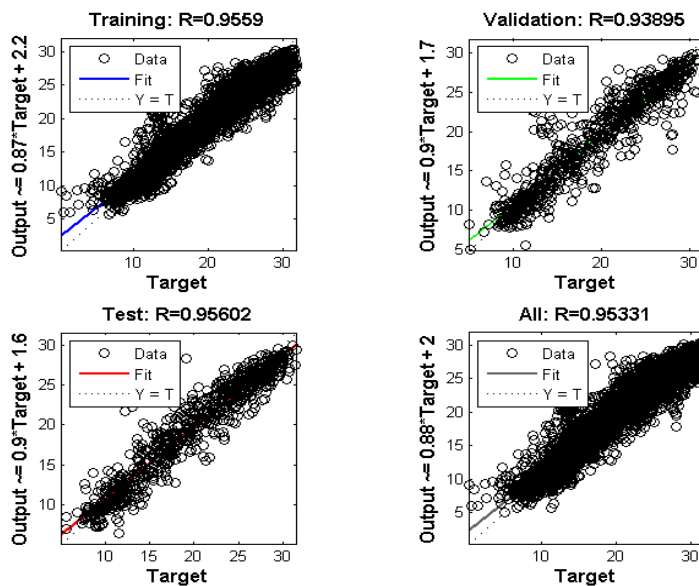 Training: R=0.9559
Output ~= 0.87*Target + 2.2
30
25
20
15
10
5
Data
Fit
Y = T
10
20
30
Target
Validation: R=0.93895
Output ~= 0.9*Target + 1.7
30
25
20
15
10
5
Data
Fit
Y = T
10
20
30
Target
Test: R=0.95602
Output ~= 0.9*Target + 1.6
30
25
20
15
10
Data
Fit
Y = T
10
15
20
25
30
Target
All: R=0.95331
Output ~= 0.88*Target + 2
30
25
20
15
10
5
Data
Fit
Y = T
10
20
30
Target